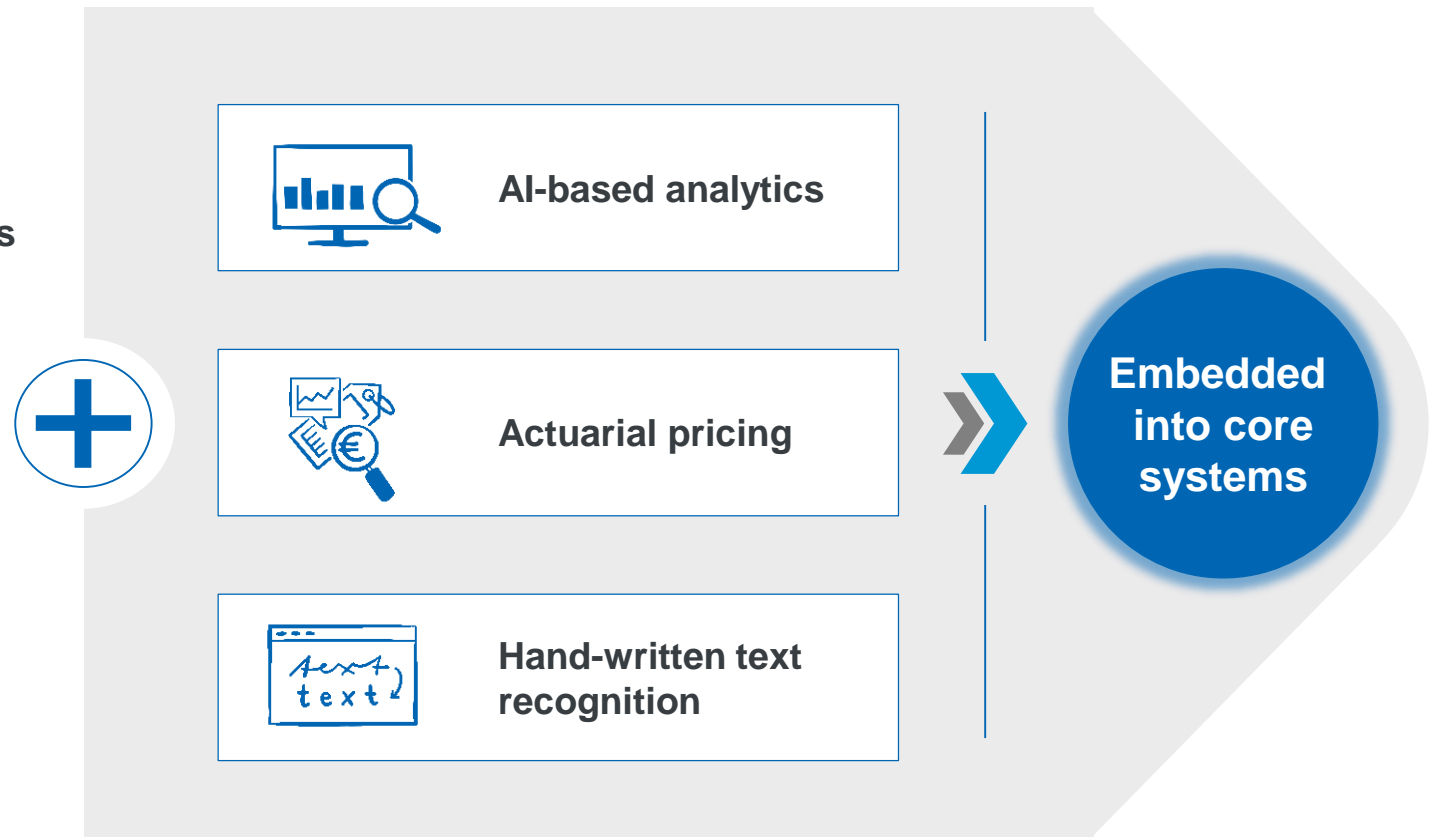 s
AI-based analytics
Actuarial pricing
€
Embedded
into core
systems
Hand-written text
recognition
text
text